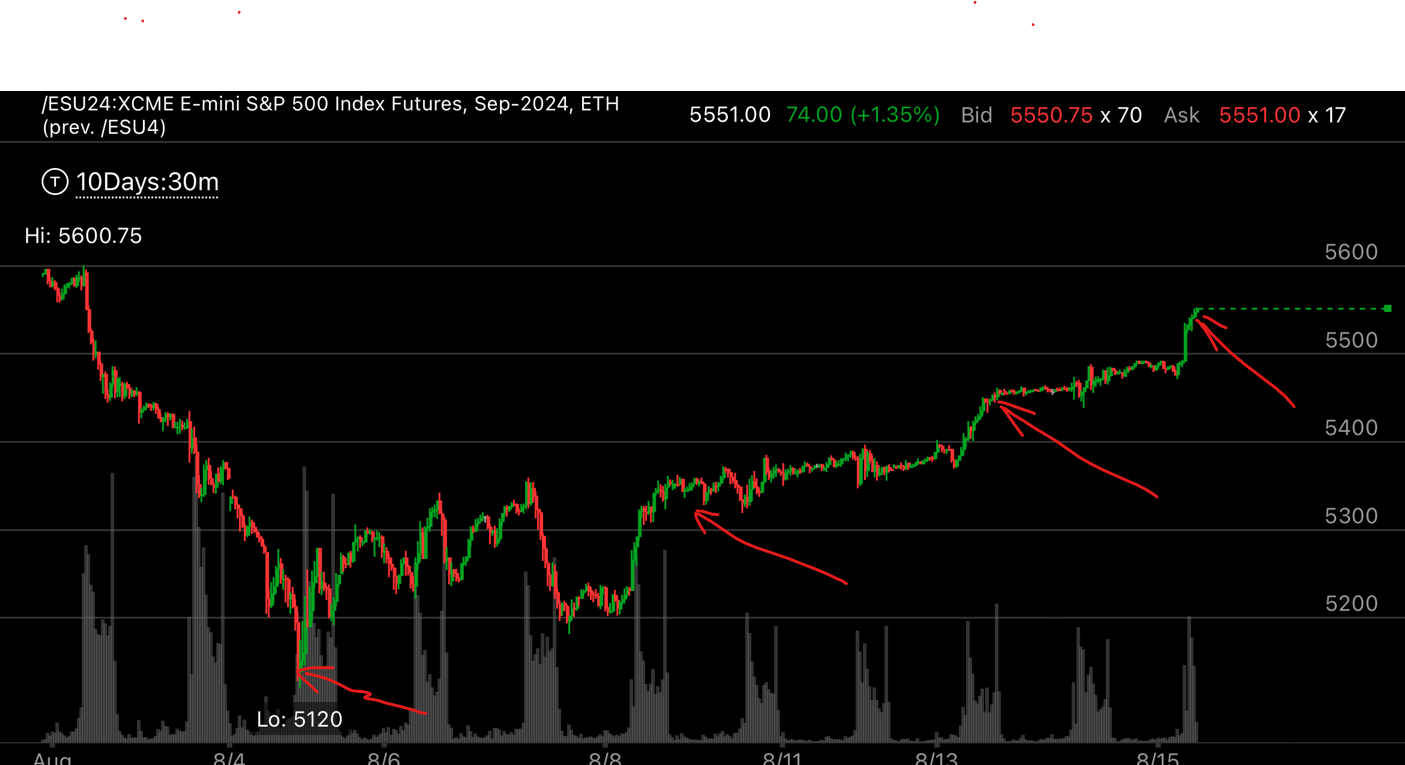 /ESU24:XCME E-mini S&P 500 Index Futures, Sep-2024, ETH
(prev. /ESU4)
5551.00 74.00 (+1.35%) Bid 5550.75 x 70 Ask 5551.00 x 17
T 10Days:30m
Hi: 5600.75
5600
5500
5400
5300
5200
Lo: 5120
Aug 8/4 8/6 8/8 8/11 8/13 8/15